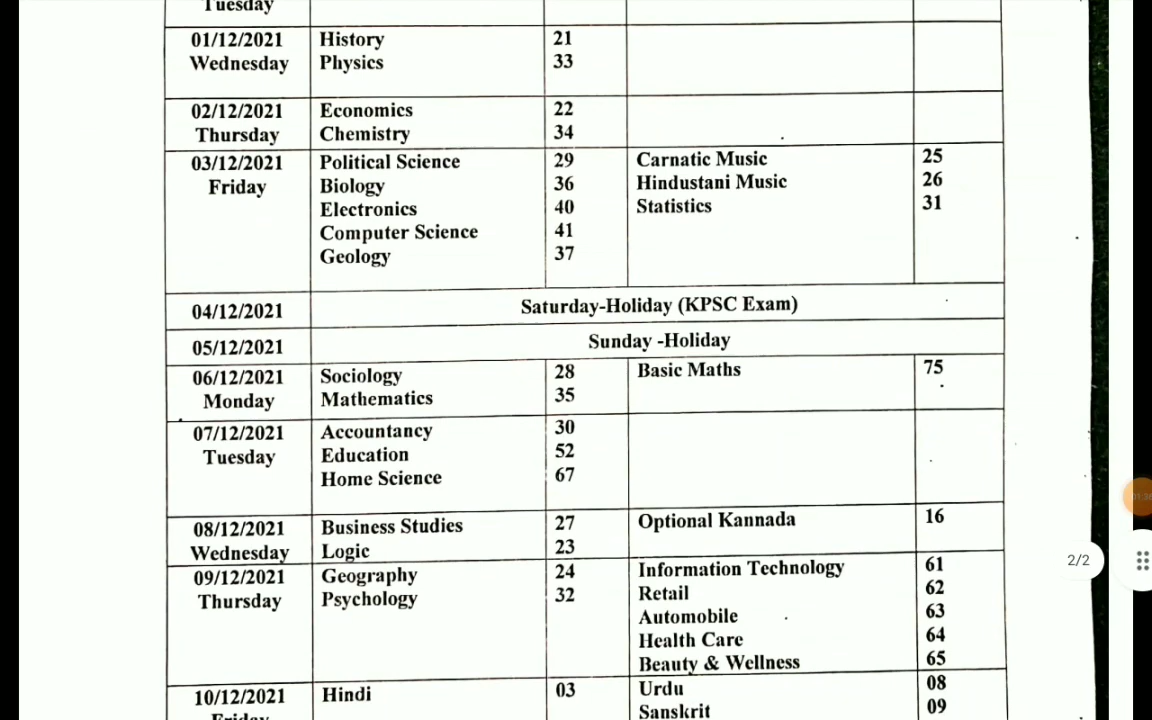 Tuesday
01/12/2021 History 21
Wednesday Physics 33
02/12/2021 Economics 22
Thursday Chemistry 34
03/12/2021 Political Science 29 Carnatic Music 25
Friday Biology 36 Hindustani Music 26
Electronics 40 Statistics 31
Computer Science 41
Geology 37
04/12/2021 Saturday-Holiday (KPSC Exam)
05/12/2021 Sunday -Holiday
06/12/2021 Sociology 28 Basic Maths 75
Monday Mathematics 35
07/12/2021 Accountancy 30
Tuesday Education 52
Home Science 67
08/12/2021 Business Studies 27 Optional Kannada 16
Wednesday Logic 23
09/12/2021 Geography 24 Information Technology 61
Thursday Psychology 32 Retail 62
Automobile 63
Health Care 64
Beauty & Wellness 65
10/12/2021 Hindi 03 Urdu 08
Friday Sanskrit 09
2/2